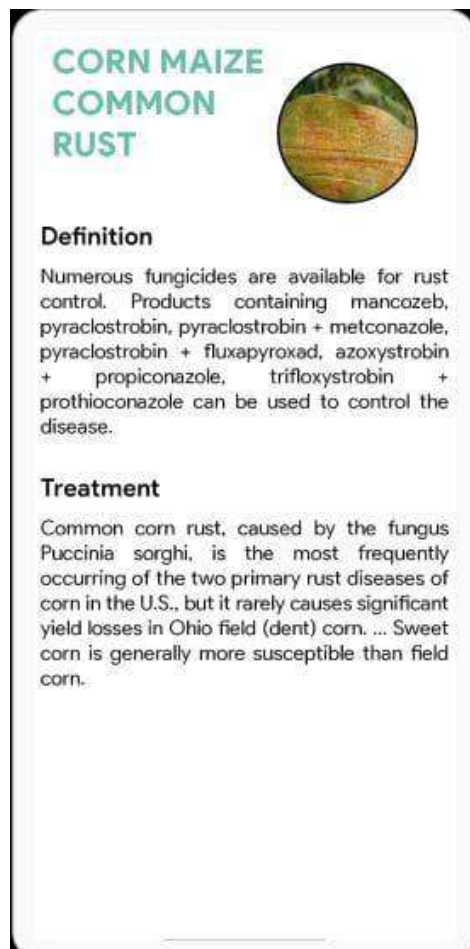 CORN MAIZE
COMMON
RUST
Definition
Numerous fungicides are available for rust
control. Products containing mancozeb,
pyraclostrobin, pyraclostrobin + metconazole,
pyraclostrobin + fluxapyroxad, azoxystrobin
+ propiconazole, trifloxystrobin +
prothioconazole can be used to control the
disease.
Treatment
Common corn rust, caused by the fungus
Puccinia sorghi, is the most frequently
occurring of the two primary rust diseases of
corn in the U.S., but it rarely causes significant
yield losses in Ohio field (dent) corn. ... Sweet
corn is generally more susceptible than field
corn.